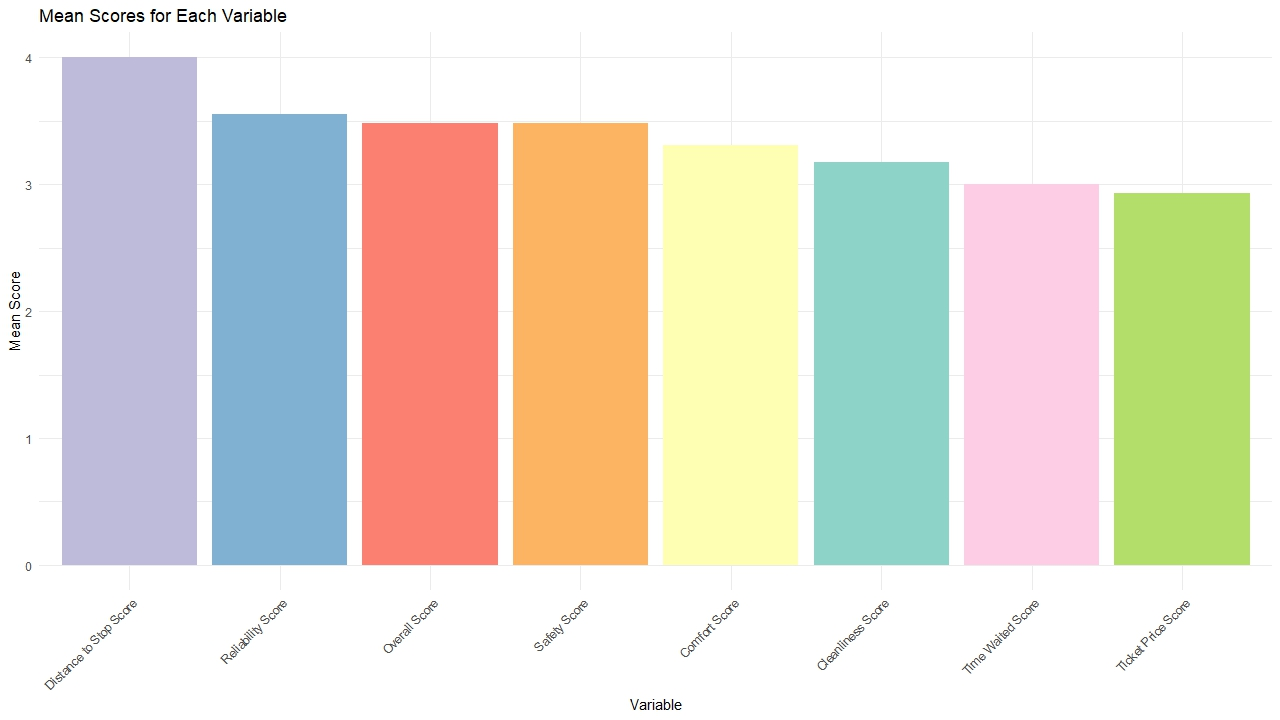 Mean Scores for Each Variable
Mean Score
4
3
2
1
0
Distance to Stop Score
Reliability Score
Overall Score
Safety Score
Comfort Score
Cleanliness Score
Time Waited Score
Ticket Price Score
Variable